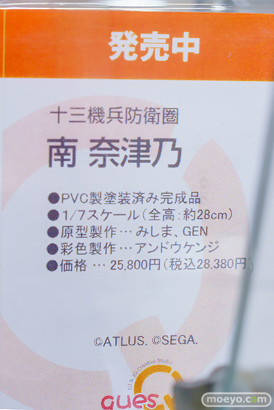 発売中
十三機兵防衛圏
南 奈津乃
●PVC製塗装済み完成品
●1/7スケール(全高:約28cm)
●原型製作…みしま、GEN
●彩色製作…アンドウケンジ
●価格 … 25,800円(税込28,380円)
©ATLUS. ©SEGA.
Ques
moeyo.com